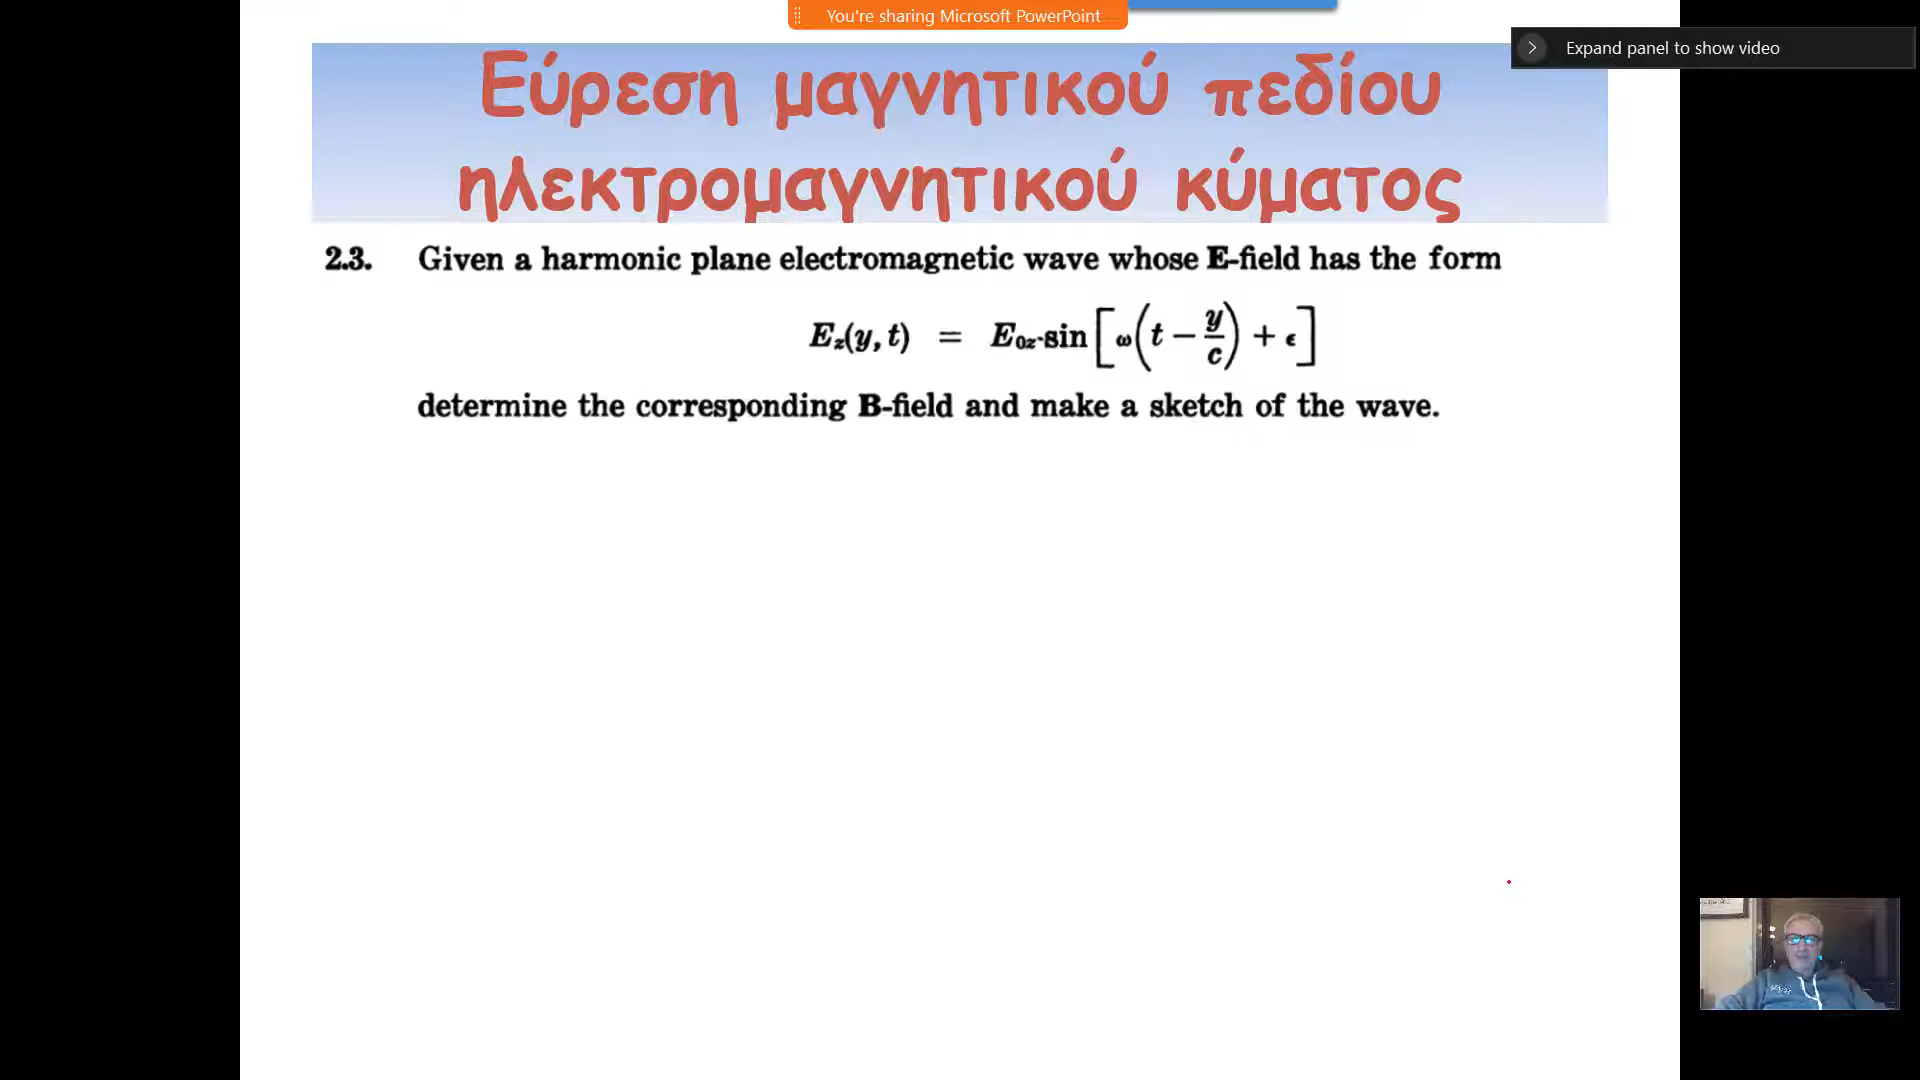 You're sharing Microsoft PowerPoint
Expand panel to show video
Εύρεση μαγνητικού πεδίου
ηλεκτρομαγνητικού κύματος
2.3. Given a harmonic plane electromagnetic wave whose E-field has the form
E_z(y, t) = E_{0z} sin[ω(t − y/c) + ϵ]
determine the corresponding B-field and make a sketch of the wave.